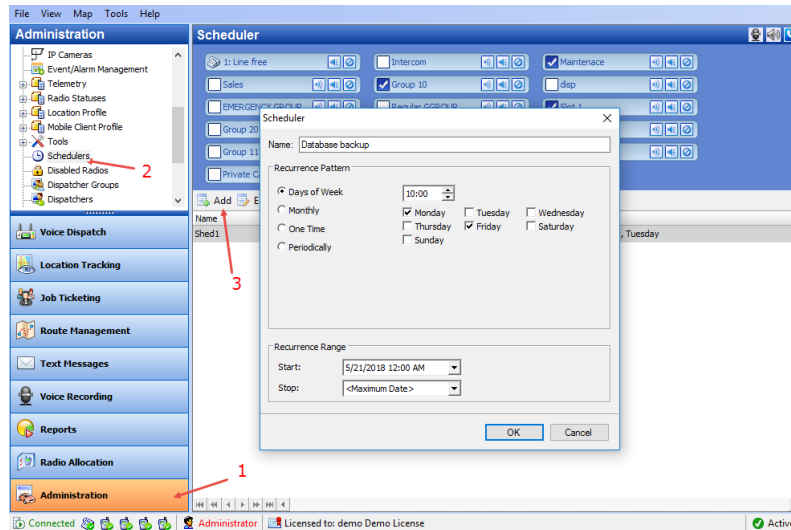 File View Map Tools Help
Administration
Scheduler
IP Cameras
Event/Alarm Management
Telemetry
Radio Statuses
Location Profile
Mobile Client Profile
Tools
Schedulers
Disabled Radios
Dispatcher Groups
Dispatchers
2
1: Line free
Intercom
Maintenace
Sales
Group 10
disp
EMERGENCY GROUP
Regular GGROUP
Slot 1
Group 20
Group 11
Private C
Add
E
Name
Shed1
, Tuesday
3
Scheduler
Name: Database backup
Recurrence Pattern
Days of Week
10:00
Monthly
Monday Tuesday Wednesday
One Time
Thursday Friday Saturday
Periodically
Sunday
Recurrence Range
Start: 5/21/2018 12:00 AM
Stop: <Maximum Date>
OK Cancel
Voice Dispatch
Location Tracking
Job Ticketing
Route Management
Text Messages
Voice Recording
Reports
Radio Allocation
Administration
1
Connected
Administrator
Licensed to: demo Demo License
Active